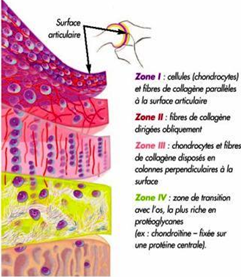 Surface
articulaire
Zone I : cellules (chondrocytes)
et fibres de collagène parallèles
à la surface articulaire
Zone II : fibres de collagène
dirigées obliquement
Zone III : chondrocytes et fibres
de collagène disposés en
colonnes perpendiculaires à la
surface
Zone IV : zone de transition
avec l'os, la plus riche en
protéoglycones
(ex : chondroïtine – fixée sur
une protéine centrale).